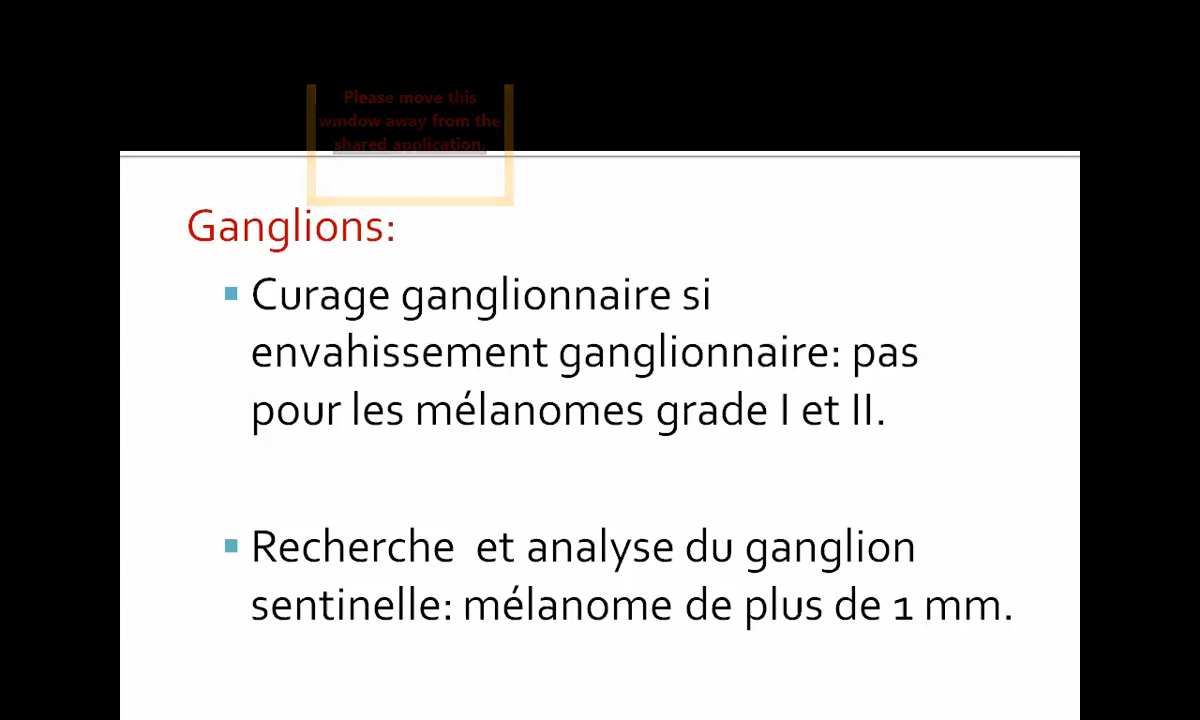 Please move this
window away from the
shared application.
Ganglions:
▪ Curage ganglionnaire si
envahissement ganglionnaire: pas
pour les mélanomes grade I et II.
▪ Recherche et analyse du ganglion
sentinelle: mélanome de plus de 1 mm.